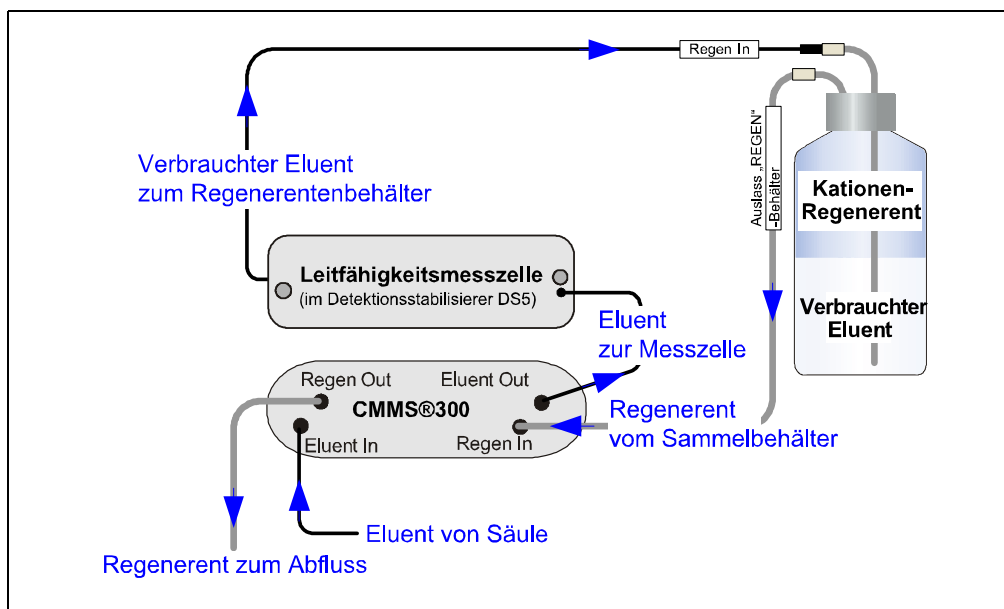 Regen In
Verbrauchter Eluent
zum Regenerentenbehälter
Auslass „REGEN“
-Behälter
Kationen-
Regenerent
Verbrauchter
Eluent
Leitfähigkeitsmesszelle
(im Detektionsstabilisierer DS5)
Eluent
zur Messzelle
Regen Out
Eluent Out
CMMS®300
Eluent In
Regen In
Regenerent
vom Sammelbehälter
Eluent von Säule
Regenerent zum Abfluss